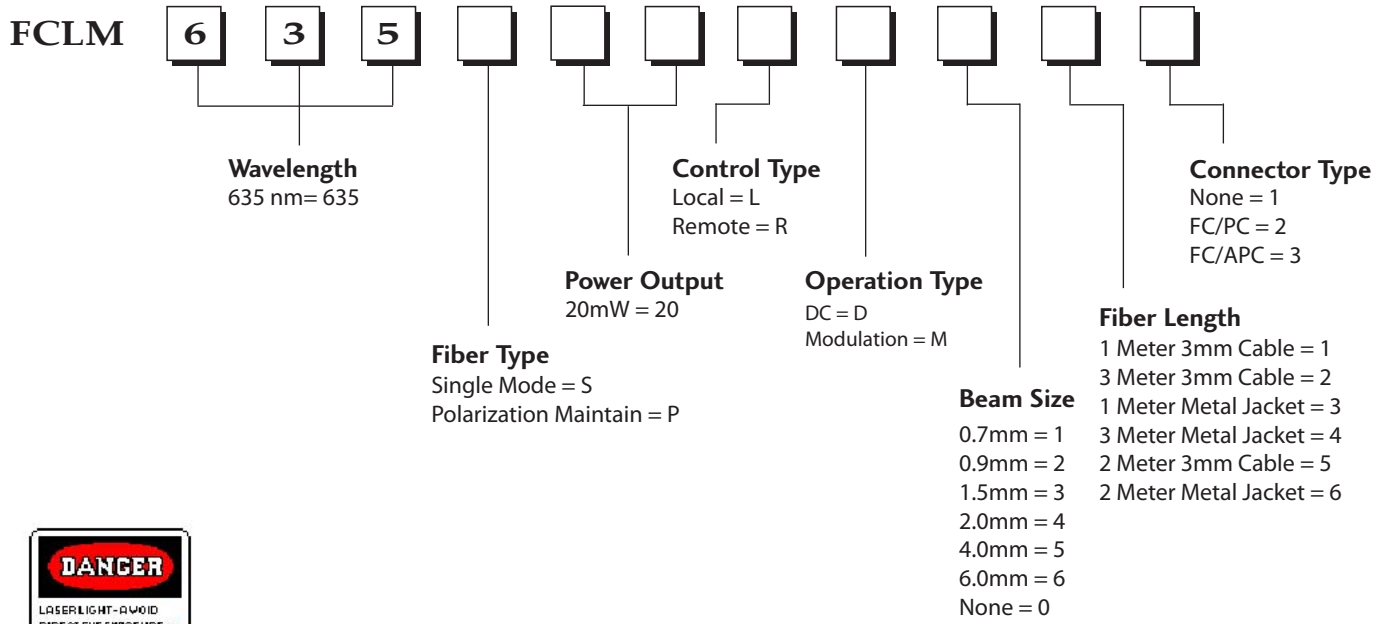 FCLM 6 3 5
Wavelength
635 nm= 635
Fiber Type
Single Mode = S
Polarization Maintain = P
Power Output
20mW = 20
Control Type
Local = L
Remote = R
Operation Type
DC = D
Modulation = M
Beam Size
0.7mm = 1
0.9mm = 2
1.5mm = 3
2.0mm = 4
4.0mm = 5
6.0mm = 6
None = 0
Fiber Length
1 Meter 3mm Cable = 1
3 Meter 3mm Cable = 2
1 Meter Metal Jacket = 3
3 Meter Metal Jacket = 4
2 Meter 3mm Cable = 5
2 Meter Metal Jacket = 6
Connector Type
None = 1
FC/PC = 2
FC/APC = 3
DANGER
LASERLIGHT-AVOID